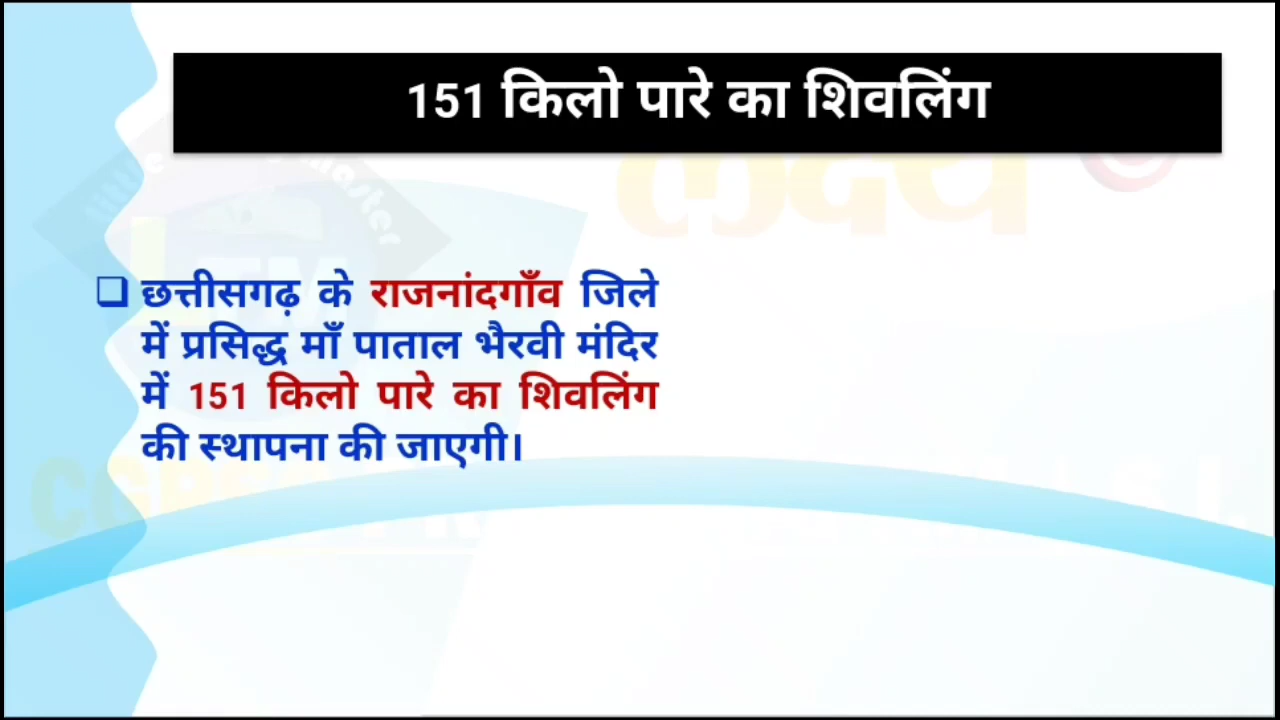 151 किलो पारे का शिवलिंग
❑ छत्तीसगढ़ के राजनांदगाँव जिले
में प्रसिद्ध माँ पाताल भैरवी मंदिर
में 151 किलो पारे का शिवलिंग
की स्थापना की जाएगी।